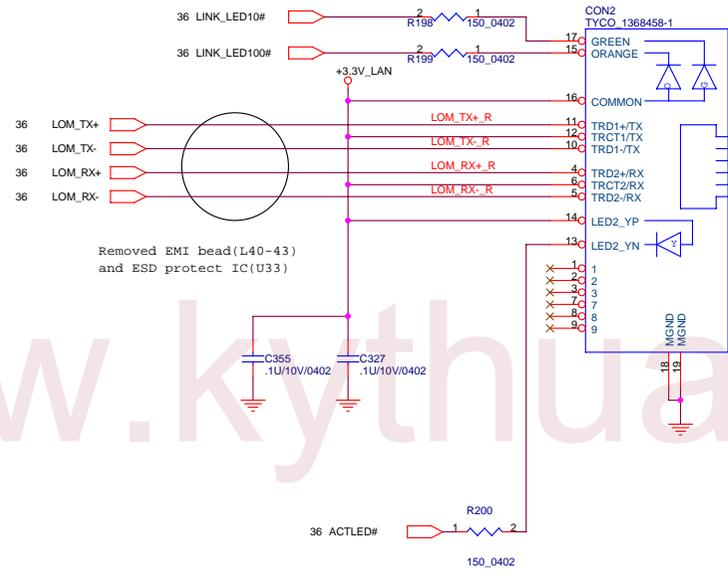 CON2
TYCO_1368458-1
36 LINK_LED10#
2 1
R198 150_0402
17 GREEN
36 LINK_LED100#
2 1
R199 150_0402
15 ORANGE
O G
+3.3V_LAN
16 COMMON
36 LOM_TX+
LOM_TX+_R
11 TRD1+/TX
12 TRCT1/TX
36 LOM_TX-
LOM_TX-_R
10 TRD1-/TX
36 LOM_RX+
LOM_RX+_R
4 TRD2+/RX
6 TRCT2/RX
36 LOM_RX-
LOM_RX-_R
5 TRD2-/RX
14 LED2_YP
13 LED2_YN
Y
Removed EMI bead(L40-43)
and ESD protect IC(U33)
1 1
2 2
3 3
7 7
8 8
9 9
MGND
MGND
18
19
C355
.1U/10V/0402
C327
.1U/10V/0402
w.kythua
R200
36 ACTLED#
1 2
150_0402